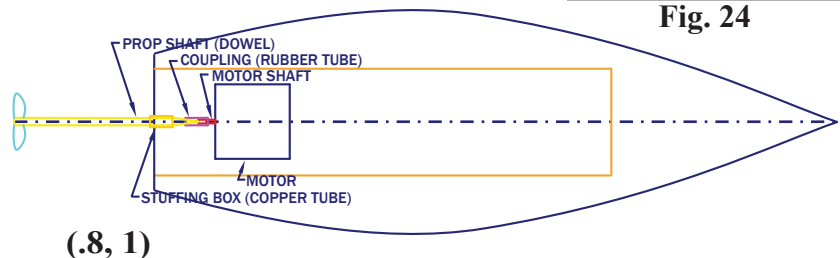 Fig. 24
PROP SHAFT (DOWEL)
COUPLING (RUBBER TUBE)
MOTOR SHAFT
MOTOR
STUFFING BOX (COPPER TUBE)
(.8, 1)